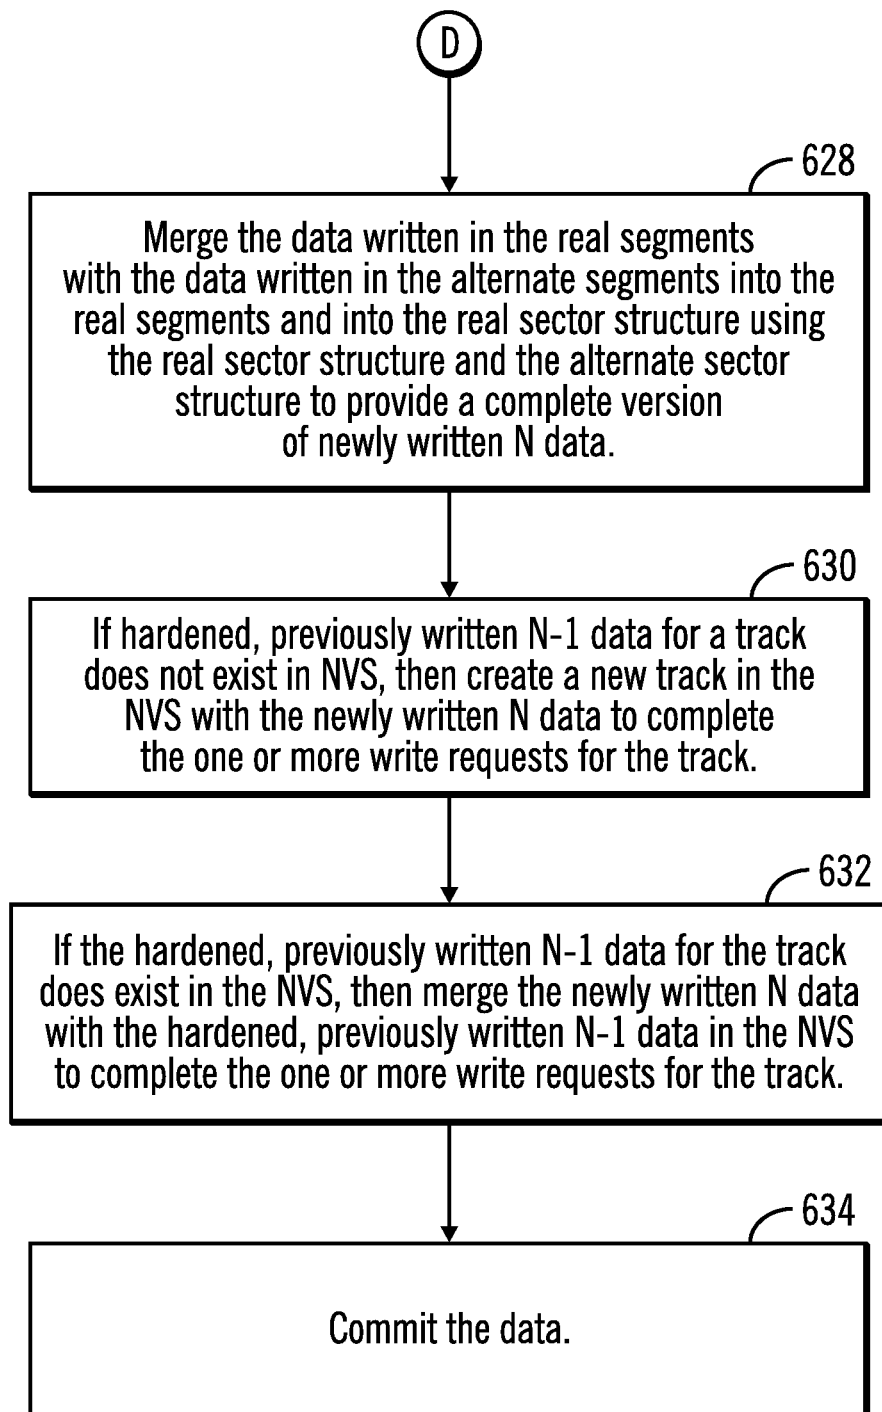 D
628
Merge the data written in the real segments
with the data written in the alternate segments into the
real segments and into the real sector structure using
the real sector structure and the alternate sector
structure to provide a complete version
of newly written N data.
630
If hardened, previously written N-1 data for a track
does not exist in NVS, then create a new track in the
NVS with the newly written N data to complete
the one or more write requests for the track.
632
If the hardened, previously written N-1 data for the track
does exist in the NVS, then merge the newly written N data
with the hardened, previously written N-1 data in the NVS
to complete the one or more write requests for the track.
634
Commit the data.